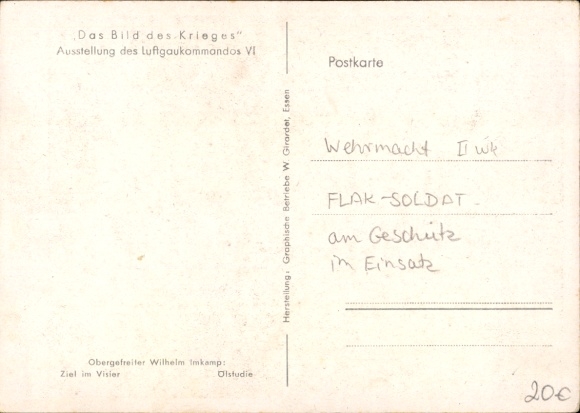 „Das Bild des Krieges"
Ausstellung des Luftgaukommandos VI
Obergefreiter Wilhelm Imkamp:
Ziel im Visier Ölstudie
Herstellung: Graphische Betriebe W. Girardet, Essen
Postkarte
Wehrmacht II wk
FLAK-SOLDAT
am Geschütz
im Einsatz
20€